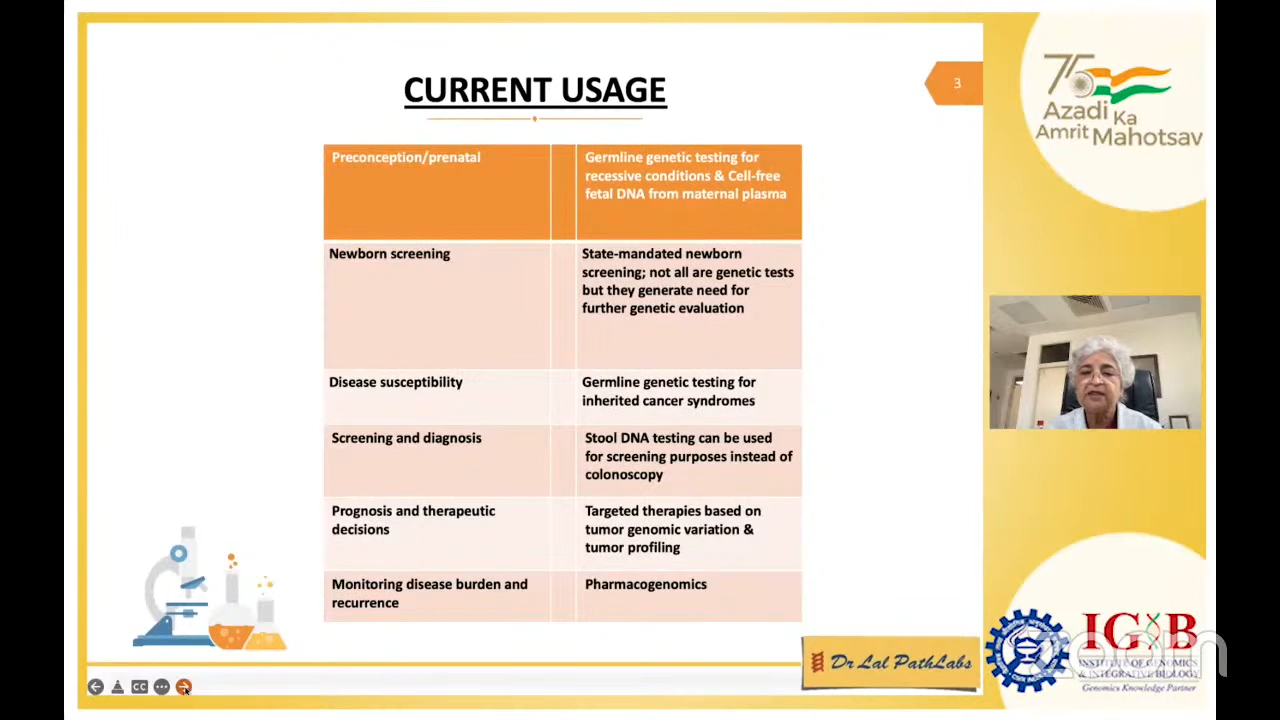 CURRENT USAGE
3
Preconception/prenatal
Germline genetic testing for
recessive conditions & Cell-free
fetal DNA from maternal plasma
Newborn screening
State-mandated newborn
screening; not all are genetic tests
but they generate need for
further genetic evaluation
Disease susceptibility
Germline genetic testing for
inherited cancer syndromes
Screening and diagnosis
Stool DNA testing can be used
for screening purposes instead of
colonoscopy
Prognosis and therapeutic
decisions
Targeted therapies based on
tumor genomic variation &
tumor profiling
Monitoring disease burden and
recurrence
Pharmacogenomics
75
Azadi Ka
Amrit Mahotsav
Dr Lal PathLabs
IGIB
zoom
INSTITUTE OF GENOMICS
& INTEGRATIVE BIOLOGY
Genomics Knowledge Partner
CC